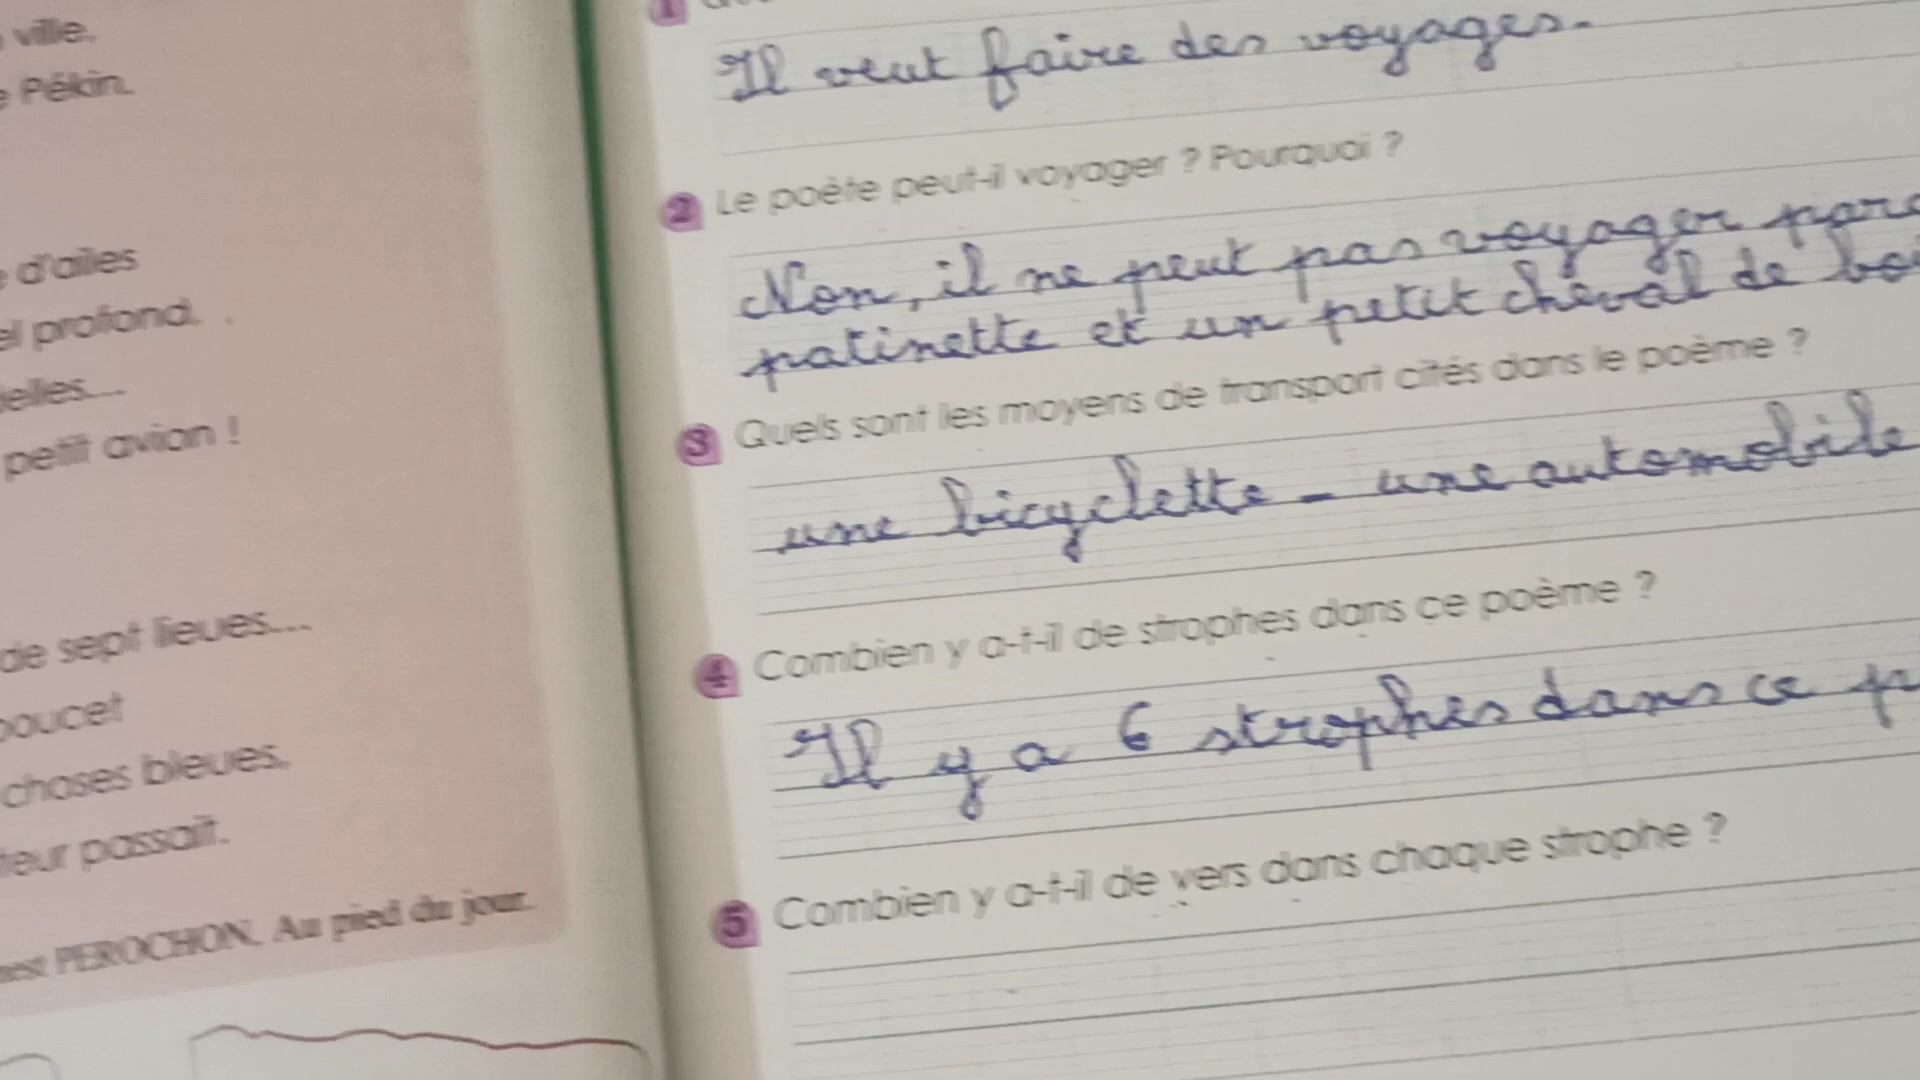 ville.
Pékin.
d'ailes
profond.
petit avion !
de sept lieues...
choses bleues,
passait.
PEROCHON. Au pied du jour.
1
Il veut faire des voyages.
2 Le poète peut-il voyager ? Pourquoi ?
Non, il ne peut pas voyager parc
patinette et un petit cheval de boi
3 Quels sont les moyens de transport cités dans le poème ?
une bicyclette - une automobile
4 Combien y a-t-il de strophes dans ce poème ?
Il y a 6 strophes dans ce p
5 Combien y a-t-il de vers dans chaque strophe ?